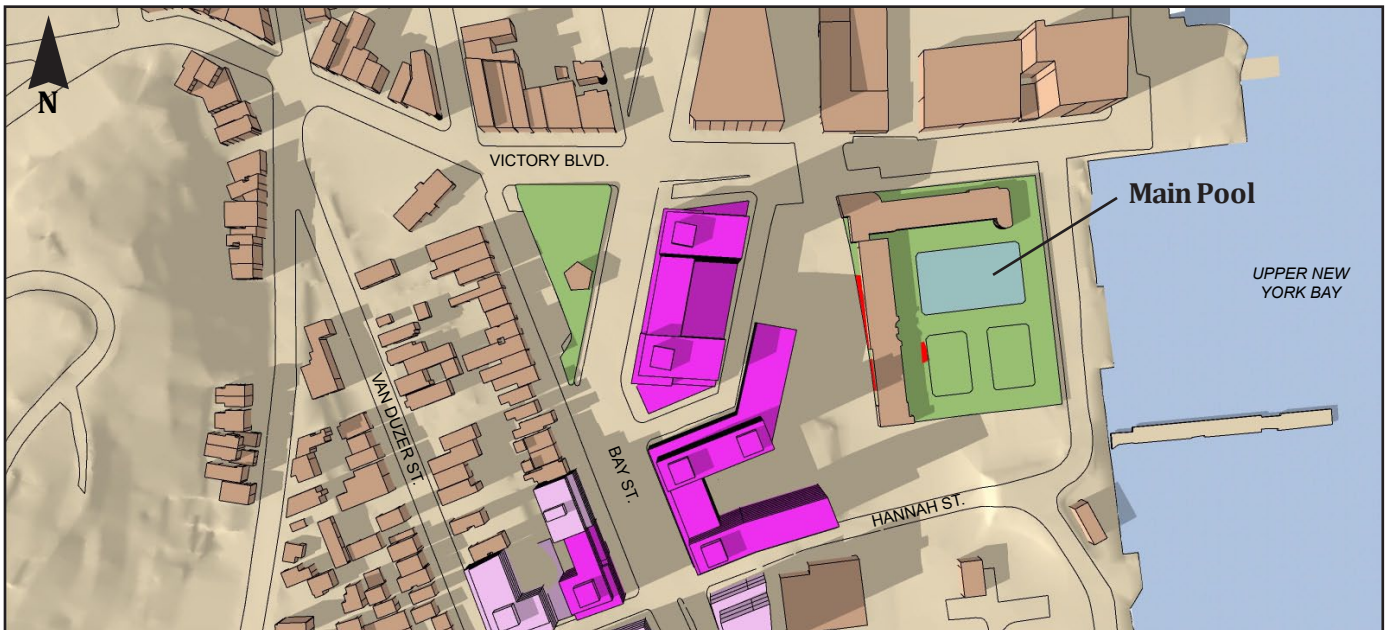 N
VICTORY BLVD.
Main Pool
UPPER NEW
YORK BAY
VAN DUZER ST.
BAY ST.
HANNAH ST.